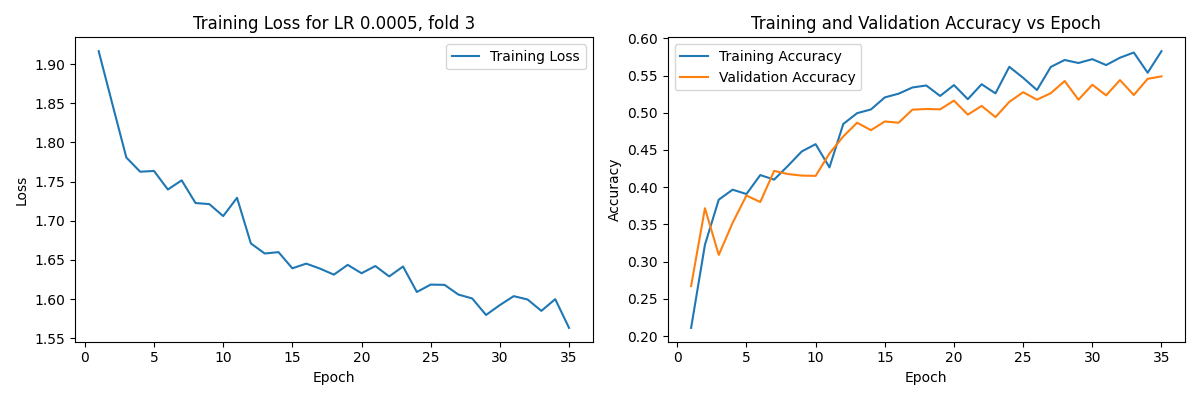 Training Loss for LR 0.0005, fold 3
Training Loss
1.90
1.85
1.80
1.75
1.70
1.65
1.60
1.55
Loss
0 5 10 15 20 25 30 35
Epoch
Training and Validation Accuracy vs Epoch
Training Accuracy
Validation Accuracy
0.60
0.55
0.50
0.45
0.40
0.35
0.30
0.25
0.20
Accuracy
0 5 10 15 20 25 30 35
Epoch